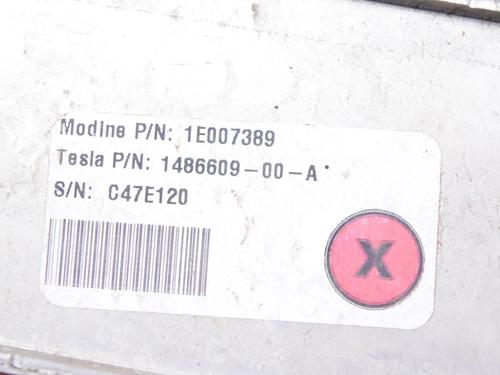 Modine P/N: 1E007389
Tesla P/N: 1486609-00-A
S/N: C47E120
X